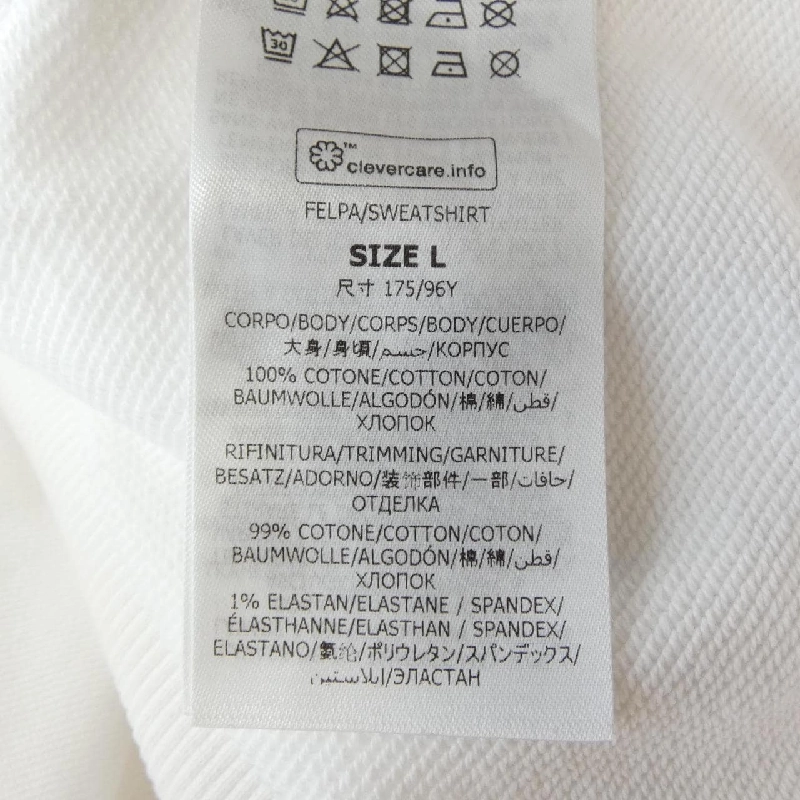 30
™
clevercare.info
FELPA/SWEATSHIRT
SIZE L
尺寸 175/96Y
CORPO/BODY/CORPS/BODY/CUERPO/
大身/身頃/جسم/КОРПУС
100% COTONE/COTTON/COTON/
BAUMWOLLE/ALGODÓN/棉/綿/قطن/
ХЛОПОК
RIFINITURA/TRIMMING/GARNITURE/
BESATZ/ADORNO/装饰部件/一部/حافات/
ОТДЕЛКА
99% COTONE/COTTON/COTON/
BAUMWOLLE/ALGODÓN/棉/綿/قطن/
ХЛОПОК
1% ELASTAN/ELASTANE / SPANDEX/
ÉLASTHANNE/ELASTHAN / SPANDEX/
ELASTANO/氨纶/ポリウレタン/スパンデックス/
ایلاستین/ЭЛАСТАН